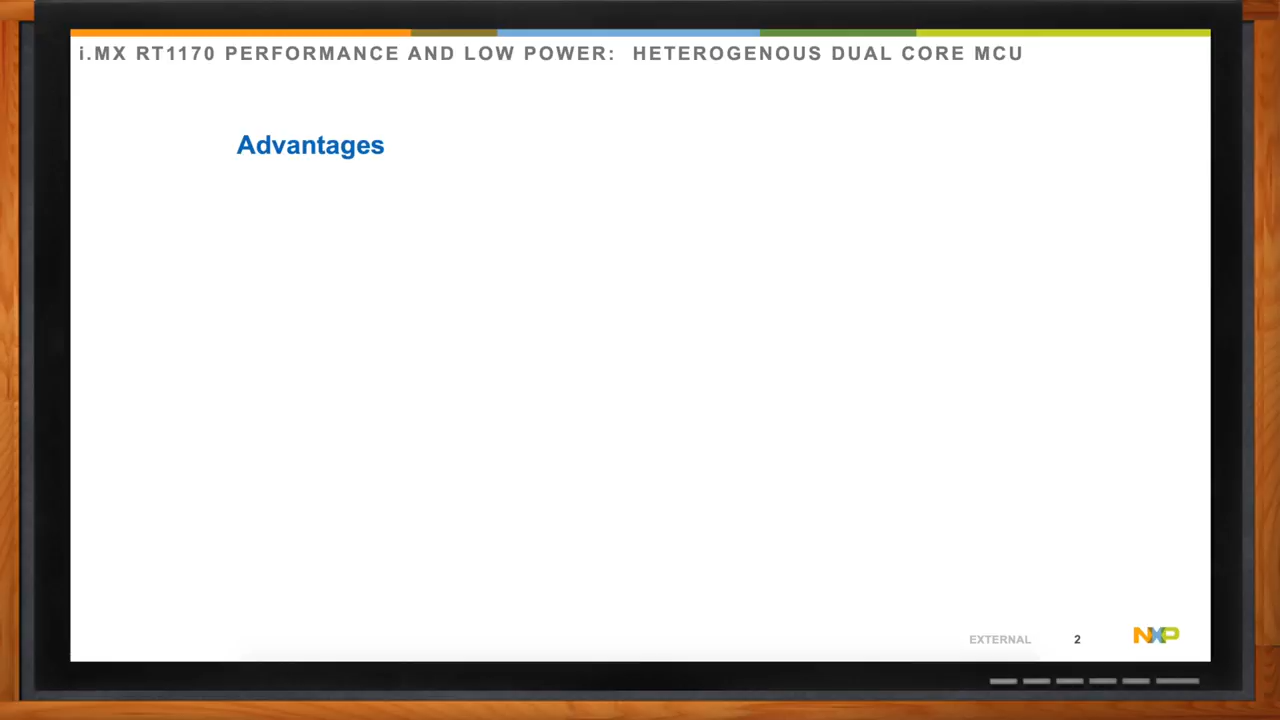 i.MX RT1170 PERFORMANCE AND LOW POWER: HETEROGENOUS DUAL CORE MCU
Advantages
EXTERNAL 2 NXP